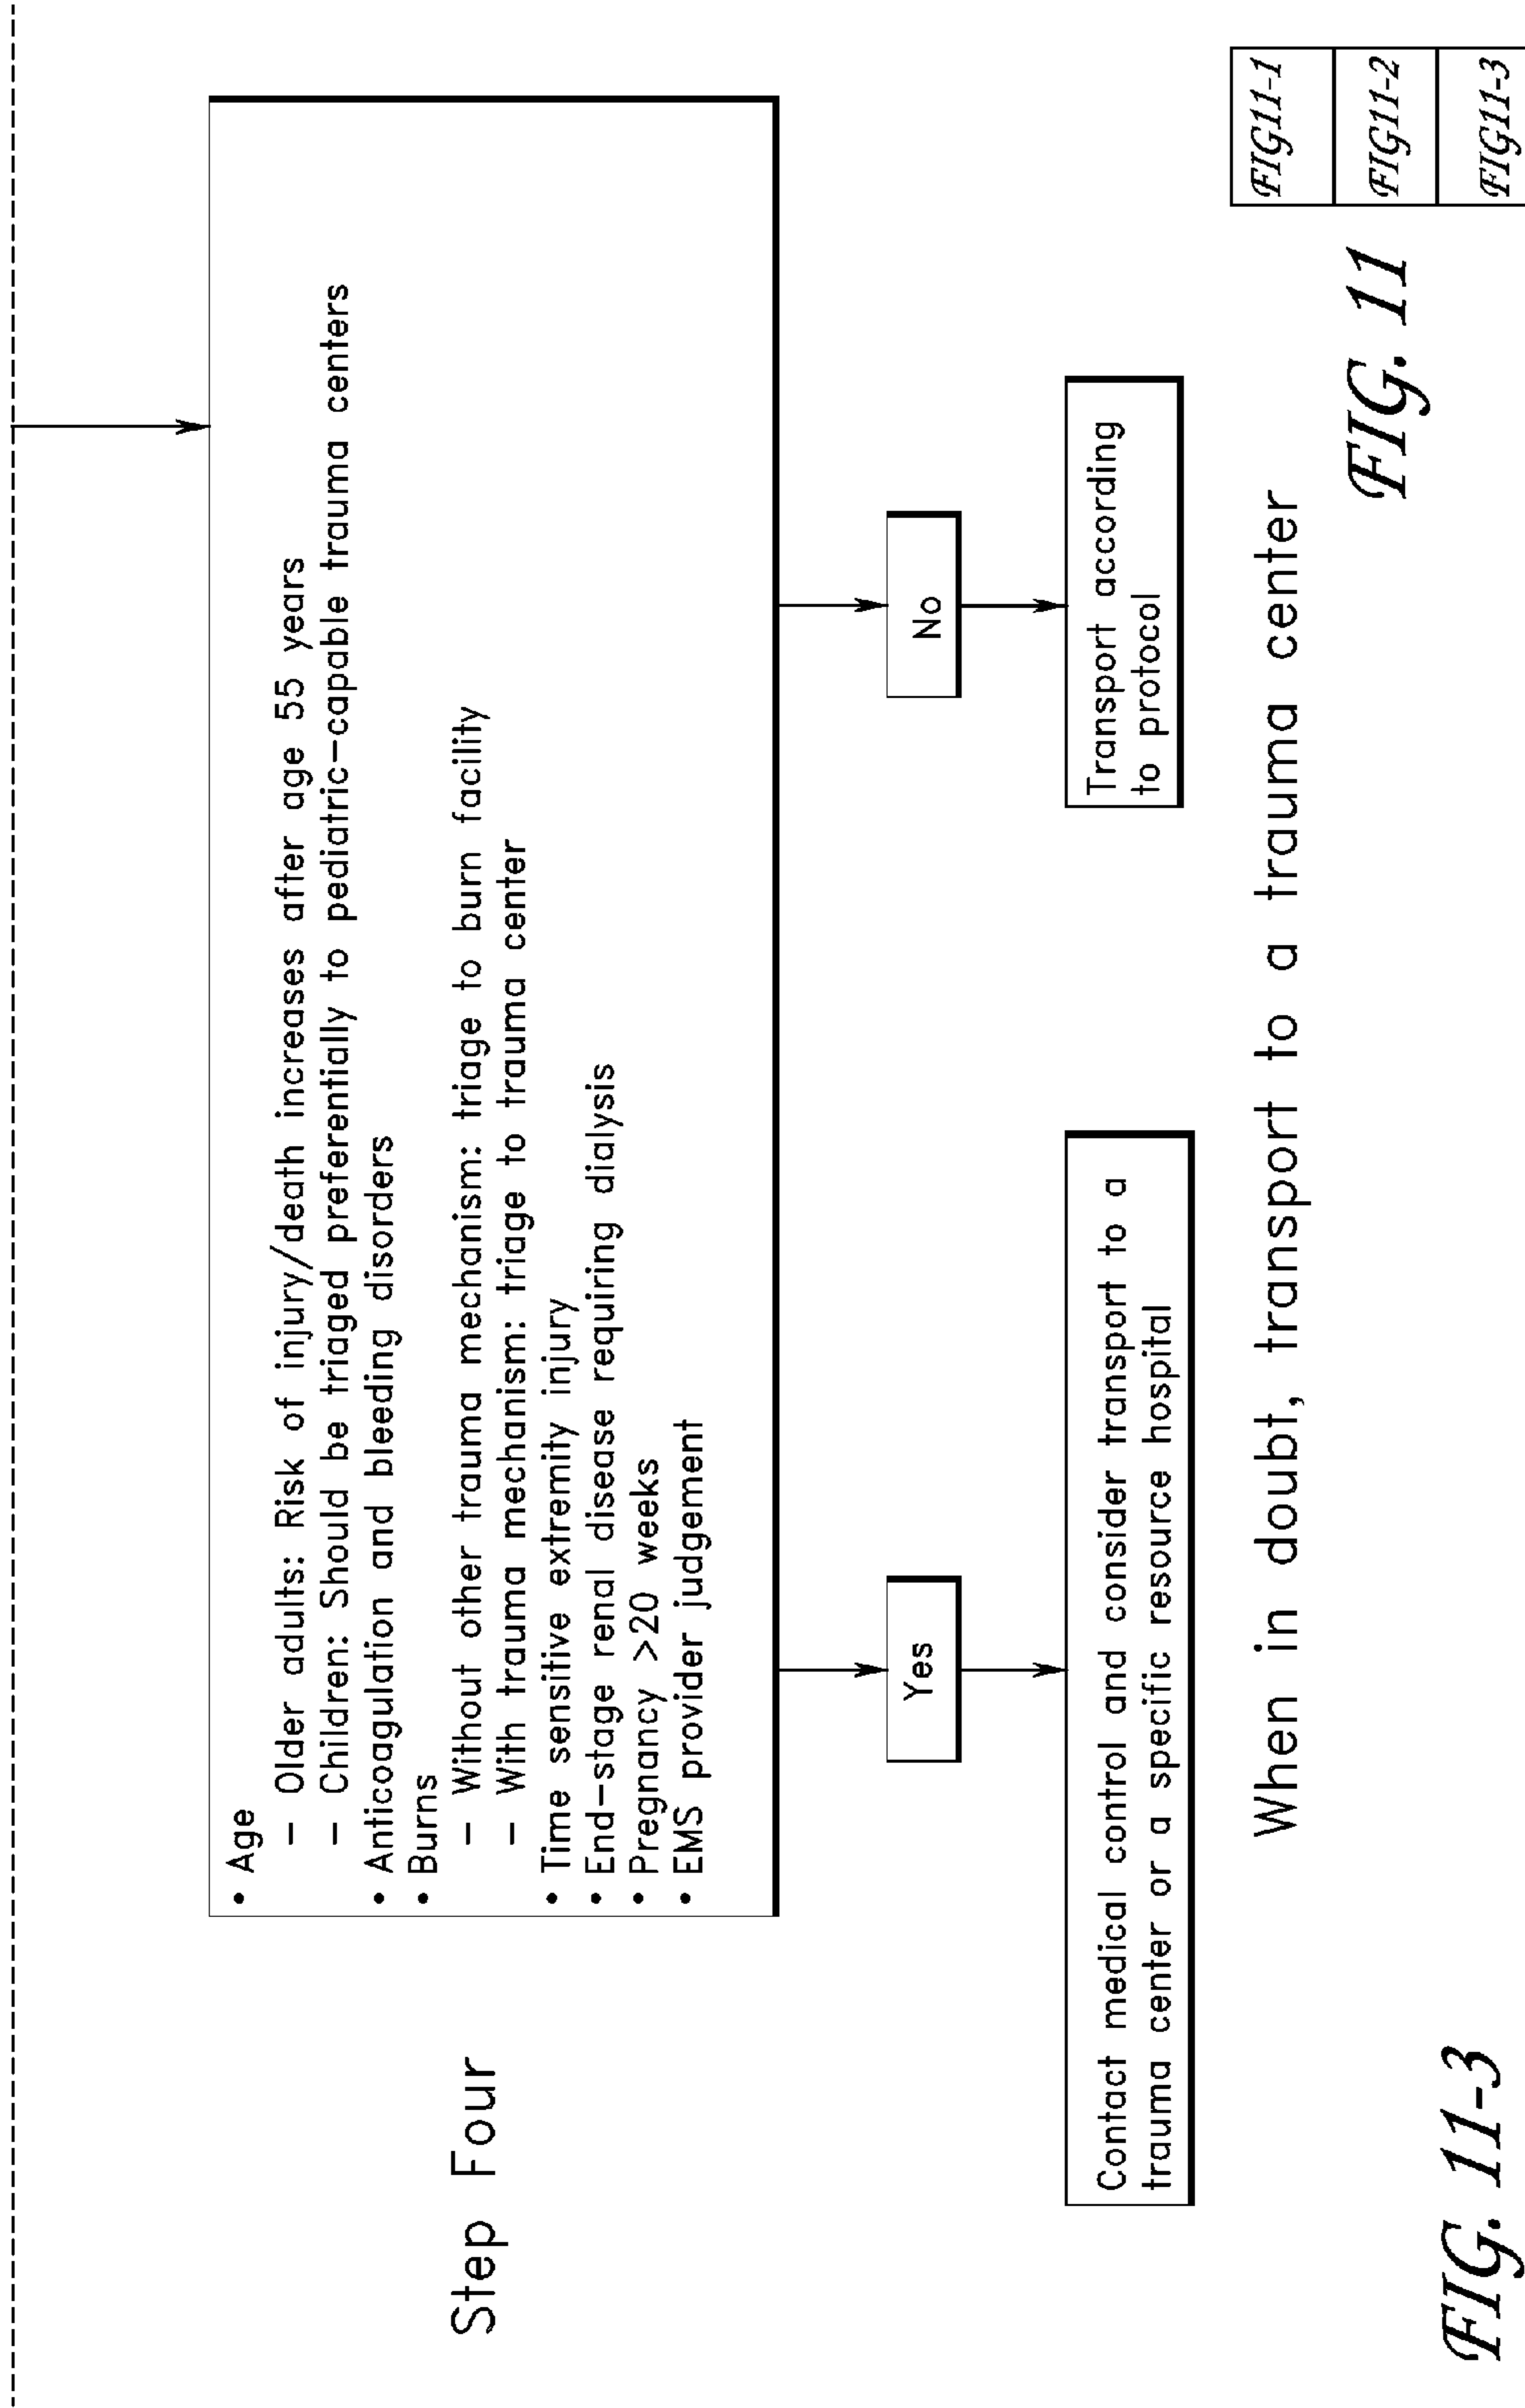 Step Four
• Age
– Older adults: Risk of injury/death increases after age 55 years
– Children: Should be triaged preferentially to pediatric–capable trauma centers
• Anticoagulation and bleeding disorders
• Burns
– Without other trauma mechanism: triage to burn facility
– With trauma mechanism: triage to trauma center
• Time sensitive extremity injury
• End–stage renal disease requiring dialysis
• Pregnancy >20 weeks
• EMS provider judgement
Yes
No
Contact medical control and consider transport to a
trauma center or a specific resource hospital
Transport according
to protocol
When in doubt, transport to a trauma center
FIG. 11-3
FIG. 11
FIG11-1
FIG11-2
FIG11-3